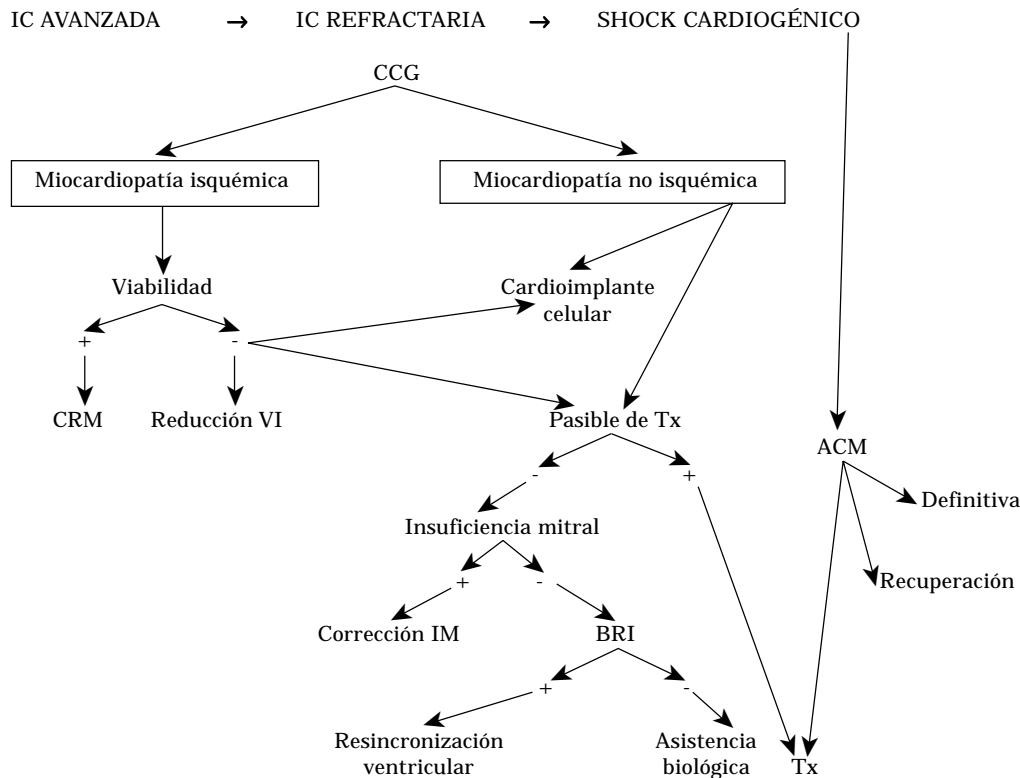 IC AVANZADA → IC REFRACTARIA → SHOCK CARDIOGÉNICO
CCG
Miocardiopatía isquémica
Miocardiopatía no isquémica
Viabilidad
Cardioimplante
celular
+ -
CRM
Reducción VI
Pasible de Tx
ACM
- +
Definitiva
Insuficiencia mitral
Recuperación
+ -
Corrección IM
BRI
+ -
Resincronización
ventricular
Asistencia
biológica
Tx